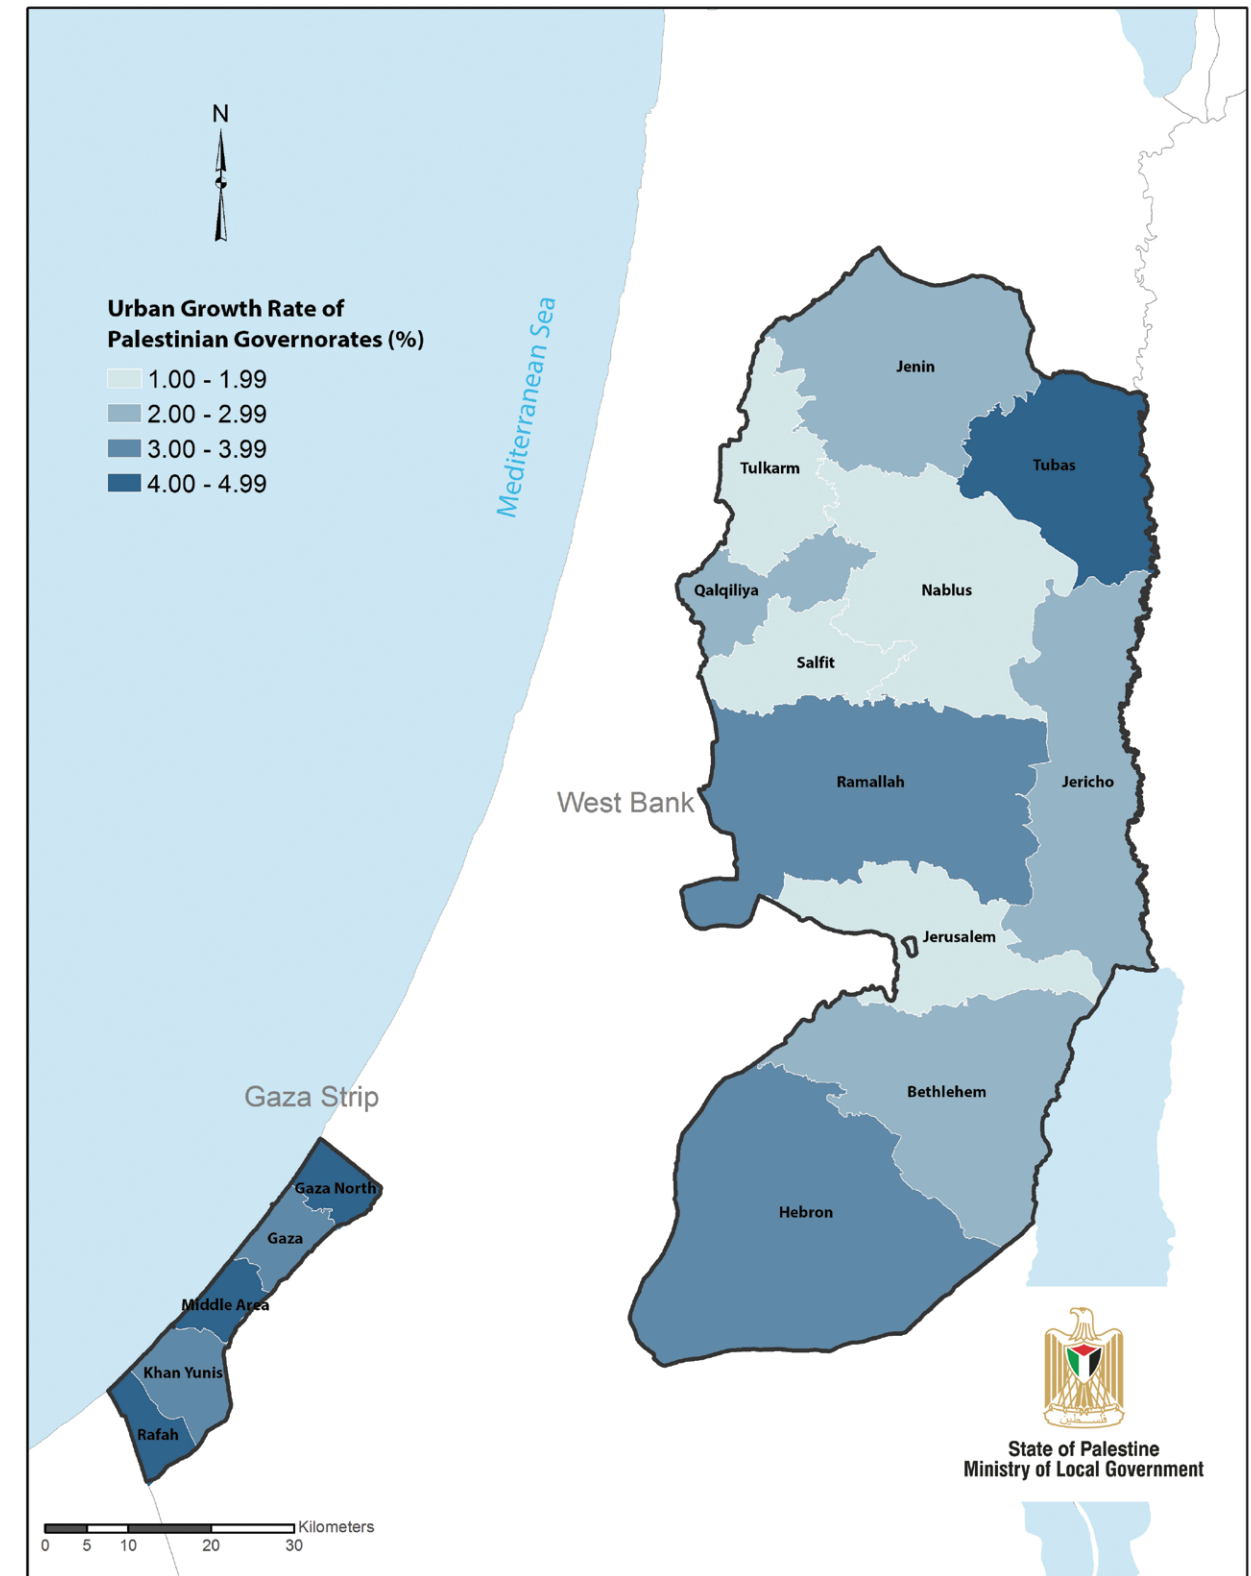 N
Urban Growth Rate of
Palestinian Governorates (%)
1.00 - 1.99
2.00 - 2.99
3.00 - 3.99
4.00 - 4.99
Mediterranean Sea
Jenin
Tubas
Tulkarm
Qalqiliya
Nablus
Salfit
Ramallah
Jericho
West Bank
Jerusalem
Bethlehem
Gaza Strip
Hebron
Gaza North
Gaza
Middle Area
Khan Yunis
Rafah
فلسطين
State of Palestine
Ministry of Local Government
Kilometers
0 5 10 20 30